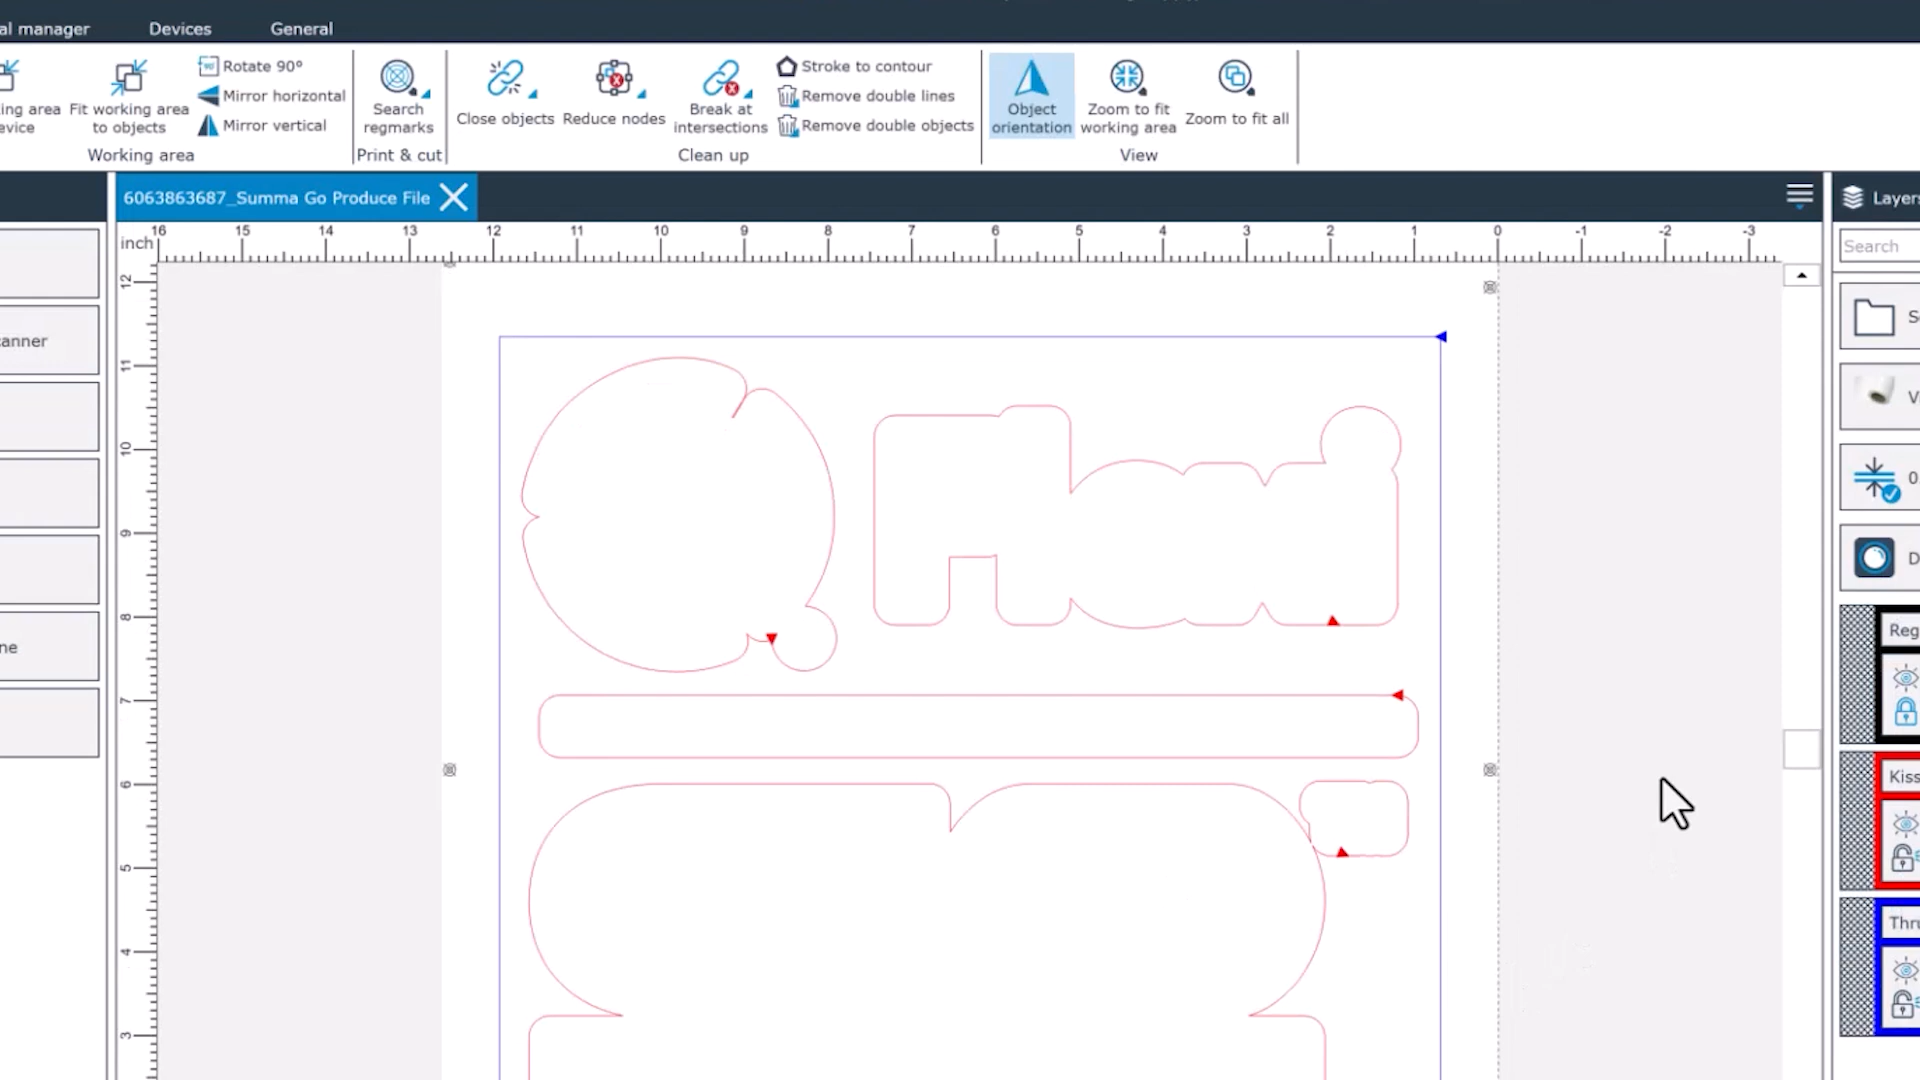 al manager Devices General
ing area
evice
Fit working area
to objects
Rotate 90°
Mirror horizontal
Mirror vertical
Working area
Search
regmarks
Print & cut
Close objects
Reduce nodes
Break at
intersections
Stroke to contour
Remove double lines
Remove double objects
Clean up
Object
orientation
Zoom to fit
working area
Zoom to fit all
View
6063863687_Summa Go Produce File
Layers
inch
16 15 14 13 12 11 10 9 8 7 6 5 4 3 2 1 0 -1 -2 -3
Search
12
11
10
9
8
7
6
5
4
3
anner
ne
S
V
0
D
Reg
Kiss
Thru